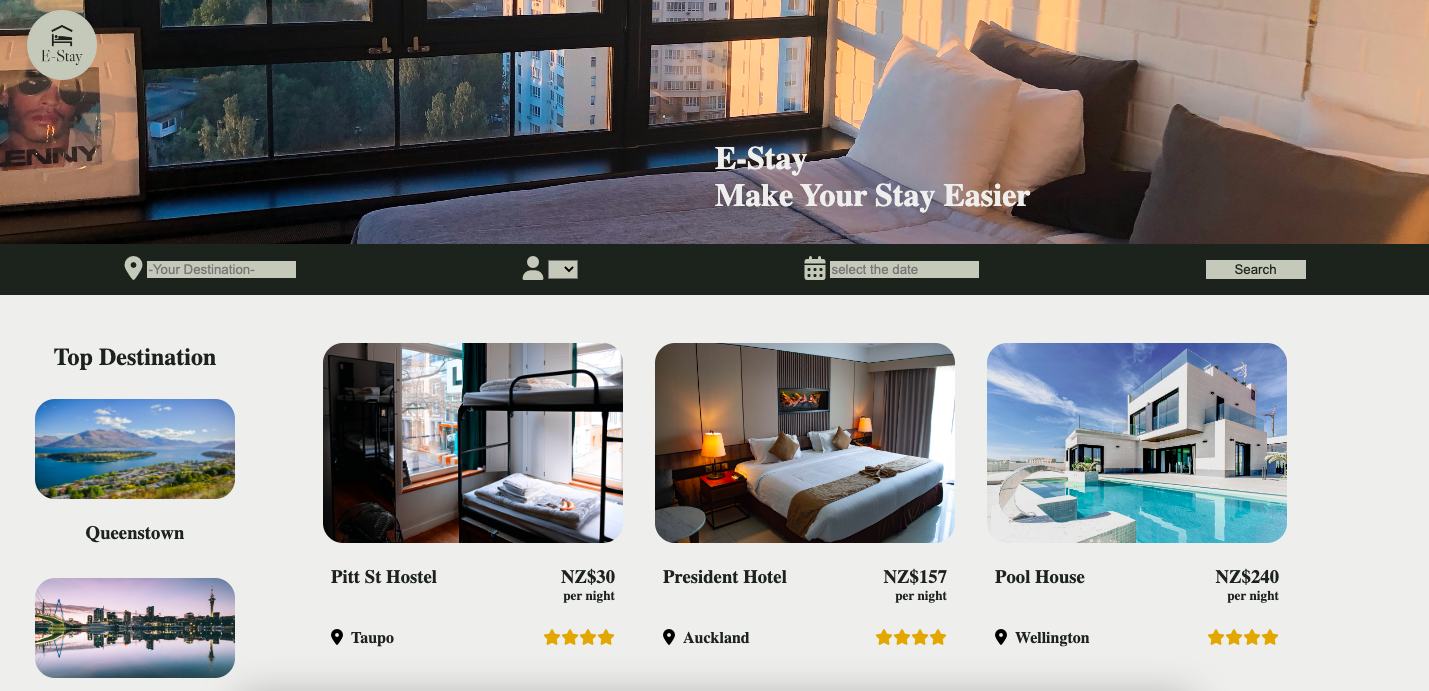 E-Stay
LENNY
E-Stay
Make Your Stay Easier
-Your Destination-
select the date
Search
Top Destination
Queenstown
Pitt St Hostel
NZ$30
per night
Taupo
President Hotel
NZ$157
per night
Auckland
Pool House
NZ$240
per night
Wellington